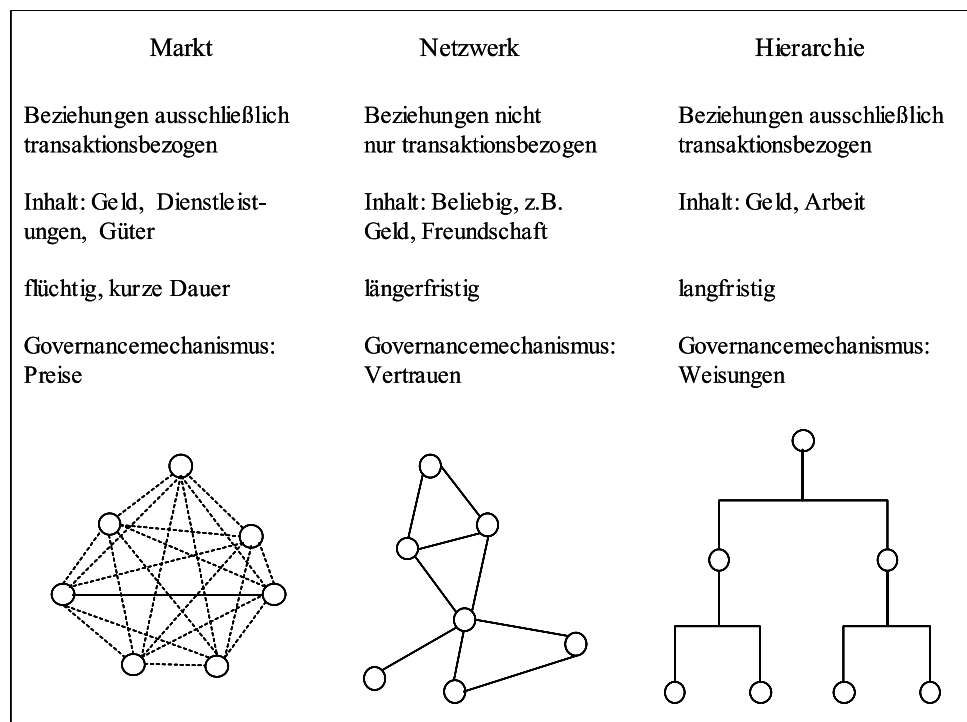 Markt
Beziehungen ausschließlich
transaktionsbezogen
Inhalt: Geld, Dienstleist-
ungen, Güter
flüchtig, kurze Dauer
Governancemechanismus:
Preise
Netzwerk
Beziehungen nicht
nur transaktionsbezogen
Inhalt: Beliebig, z.B.
Geld, Freundschaft
längerfristig
Governancemechanismus:
Vertrauen
Hierarchie
Beziehungen ausschließlich
transaktionsbezogen
Inhalt: Geld, Arbeit
langfristig
Governancemechanismus:
Weisungen